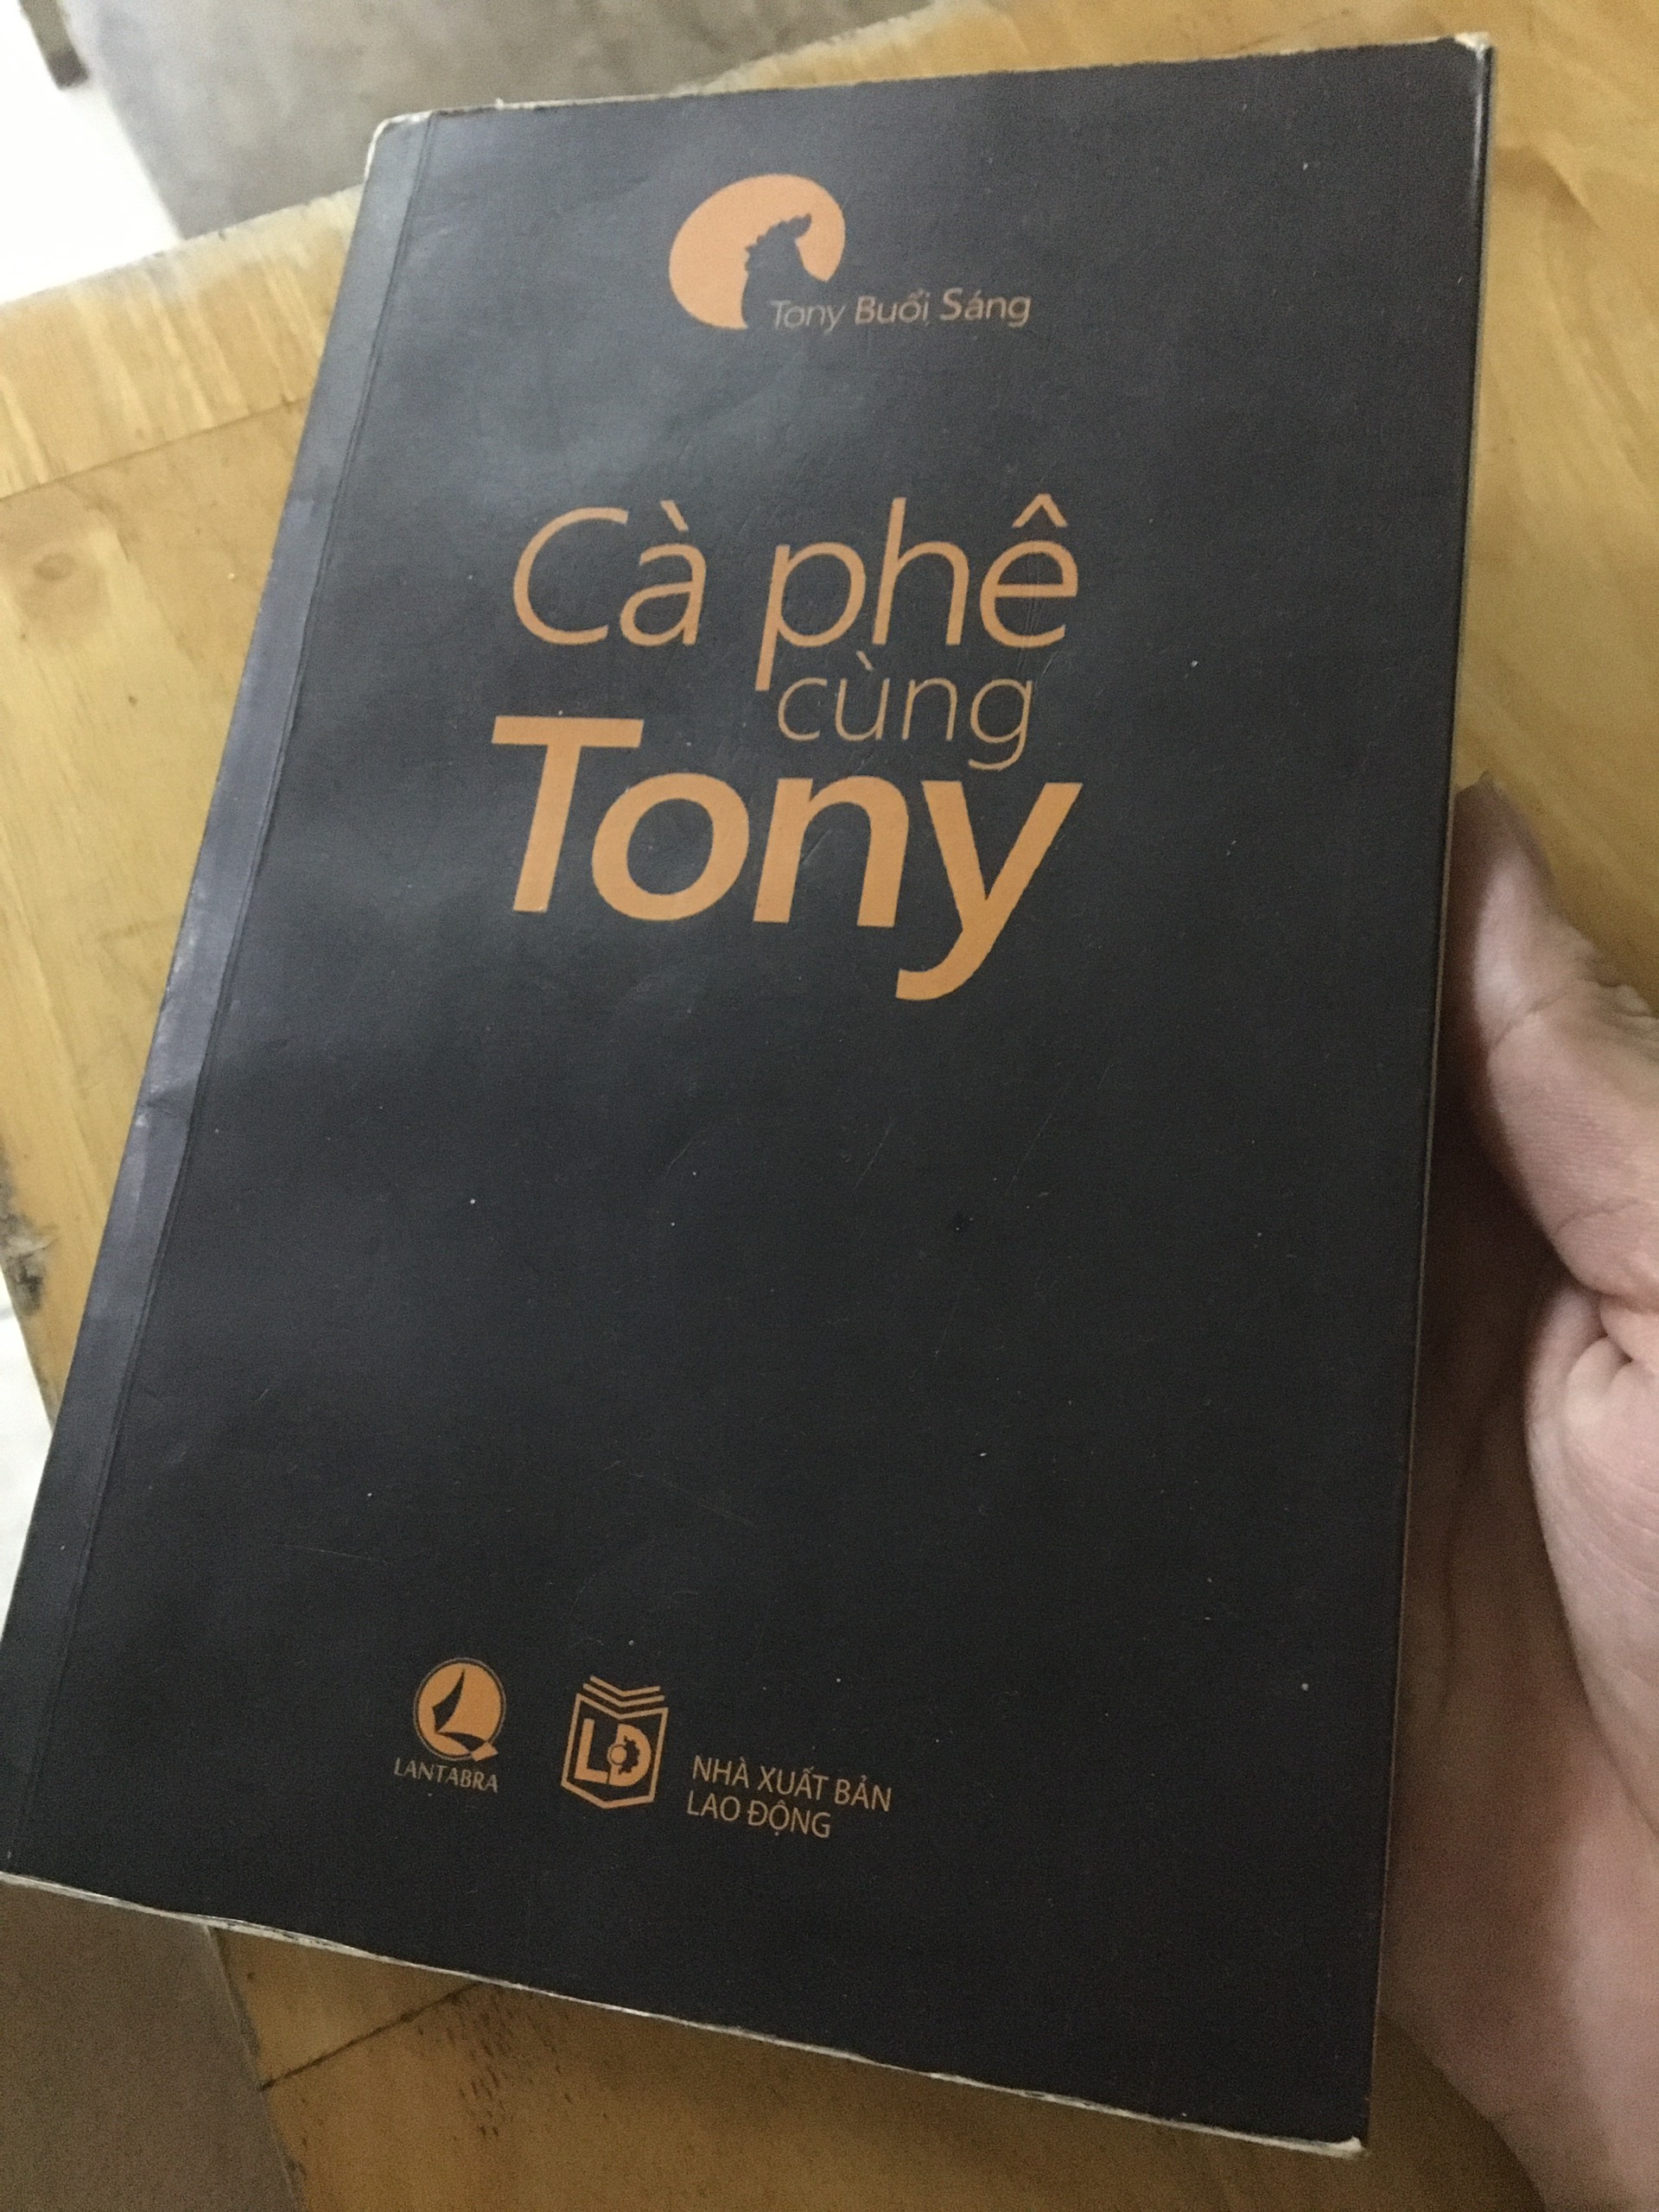 Tony Buổi Sáng
Cà phê
cùng
Tony
LANTABRA
LĐ
NHÀ XUẤT BẢN
LAO ĐỘNG